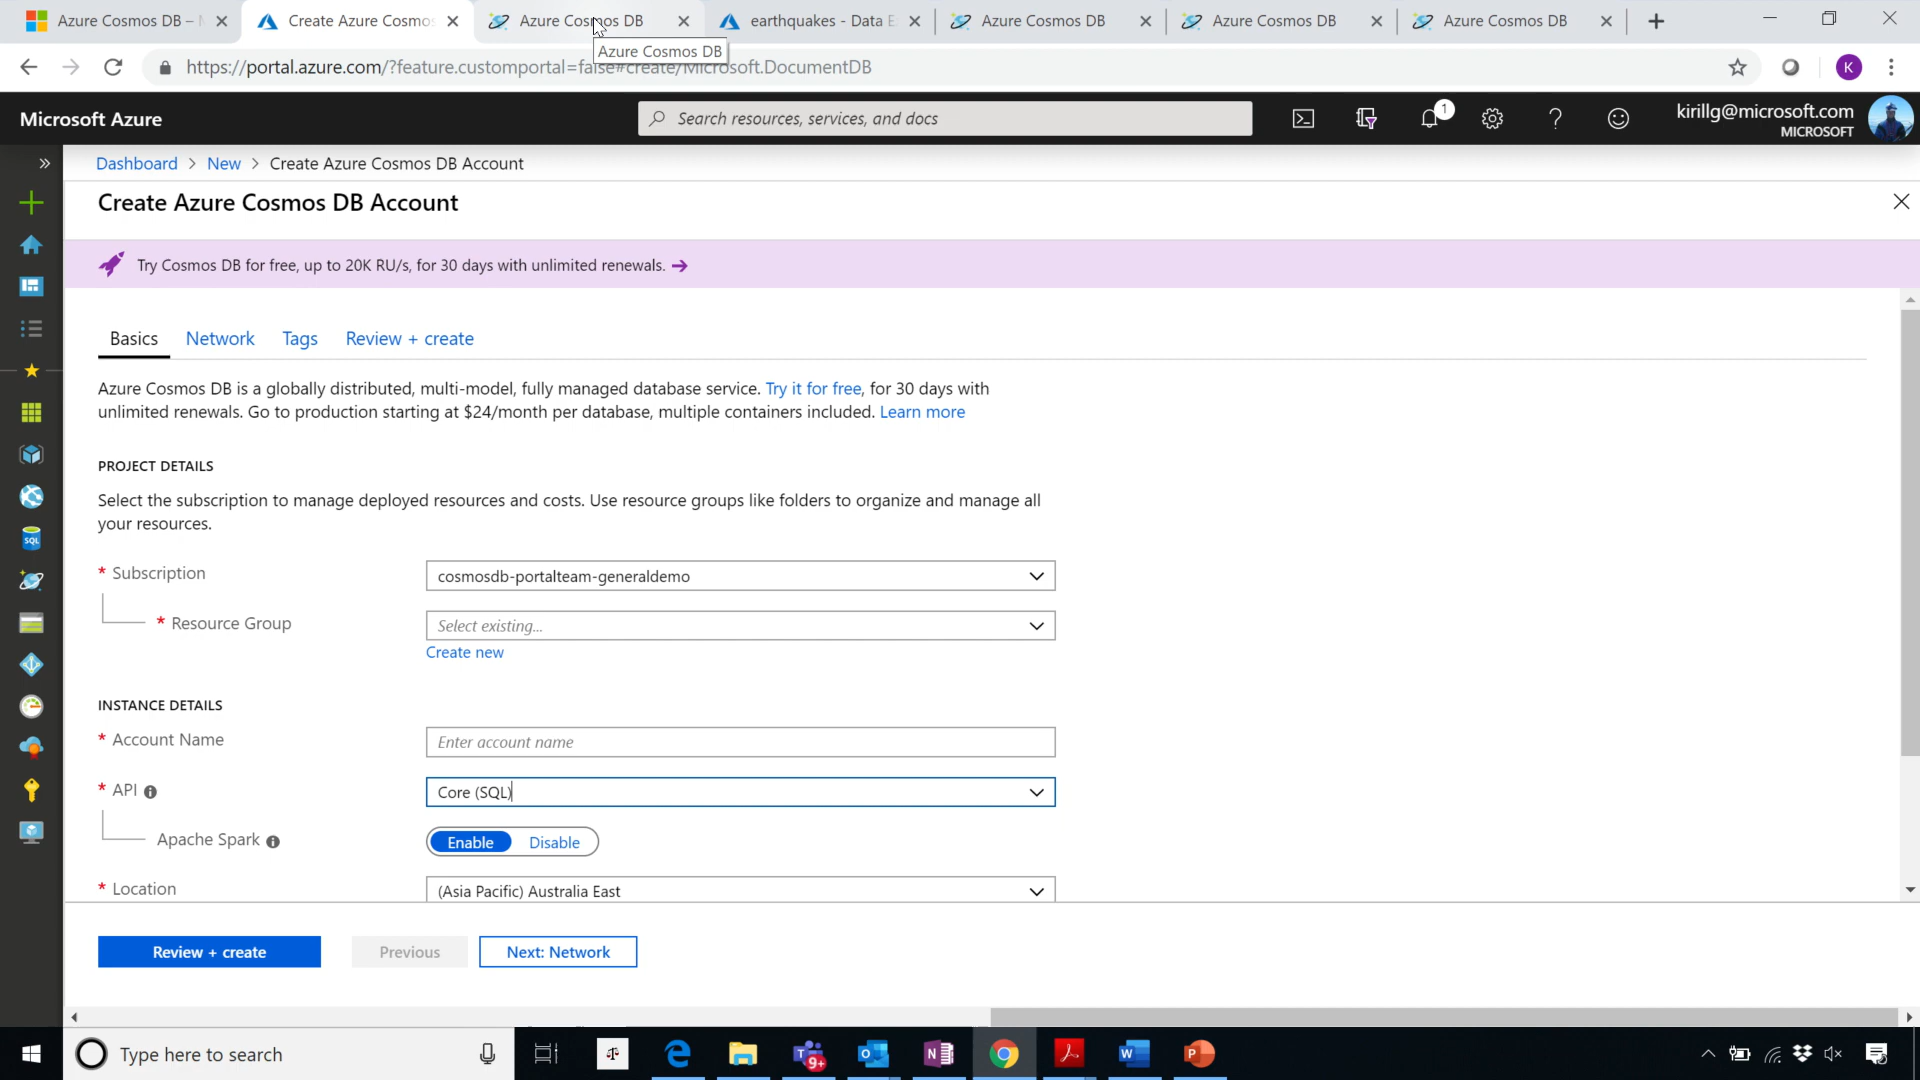 Azure Cosmos DB –
Create Azure Cosmos
Azure Cosmos DB
earthquakes - Data E
Azure Cosmos DB
Azure Cosmos DB
Azure Cosmos DB
Azure Cosmos DB
https://portal.azure.com/?feature.customportal=false#create/Microsoft.DocumentDB
K
Microsoft Azure
Search resources, services, and docs
1
kirillg@microsoft.com
MICROSOFT
Dashboard > New > Create Azure Cosmos DB Account
Create Azure Cosmos DB Account
Try Cosmos DB for free, up to 20K RU/s, for 30 days with unlimited renewals. →
Basics
Network
Tags
Review + create
Azure Cosmos DB is a globally distributed, multi-model, fully managed database service. Try it for free, for 30 days with
unlimited renewals. Go to production starting at $24/month per database, multiple containers included. Learn more
PROJECT DETAILS
Select the subscription to manage deployed resources and costs. Use resource groups like folders to organize and manage all
your resources.
* Subscription
cosmosdb-portalteam-generaldemo
* Resource Group
Select existing...
Create new
INSTANCE DETAILS
* Account Name
Enter account name
* API
Core (SQL)
Apache Spark
Enable
Disable
* Location
(Asia Pacific) Australia East
Review + create
Previous
Next: Network
SQL
Type here to search
9+